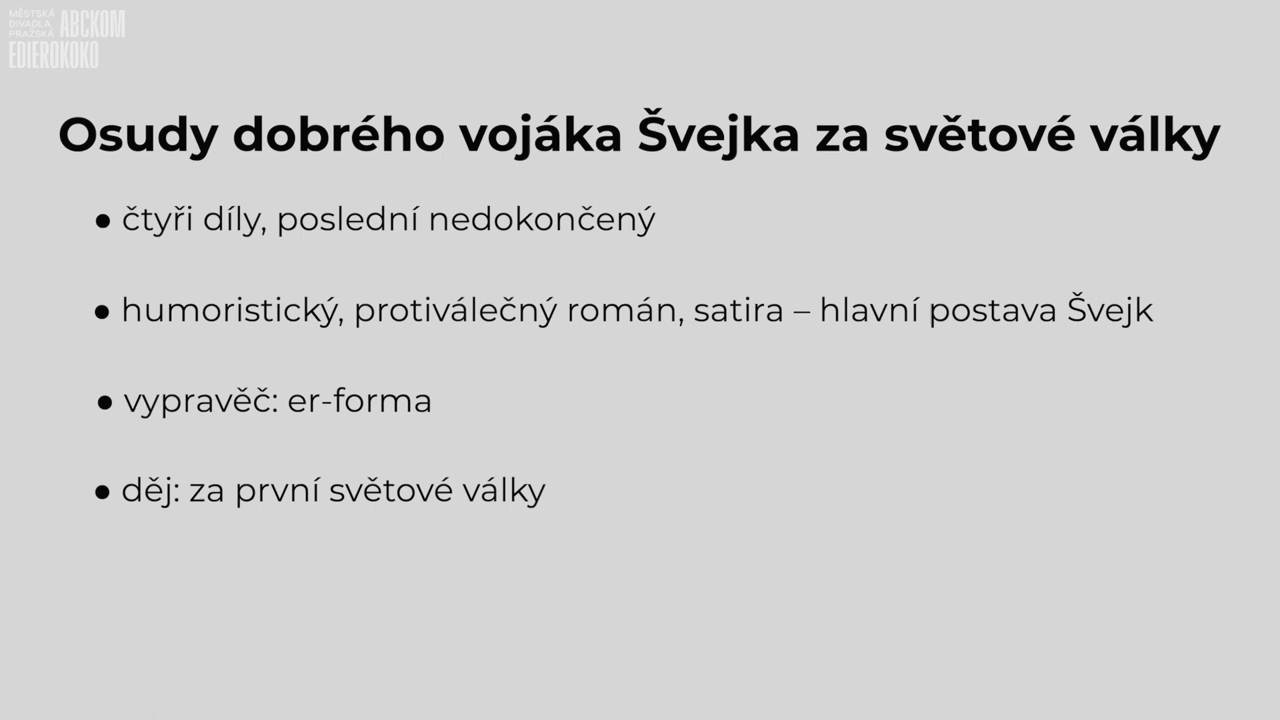 MĚSTSKÁ
DIVADLA
PRAŽSKÁ
ABCKOM
EDIEROKOKO
Osudy dobrého vojáka Švejka za světové války
● čtyři díly, poslední nedokončený
● humoristický, protiválečný román, satira – hlavní postava Švejk
● vypravěč: er-forma
● děj: za první světové války